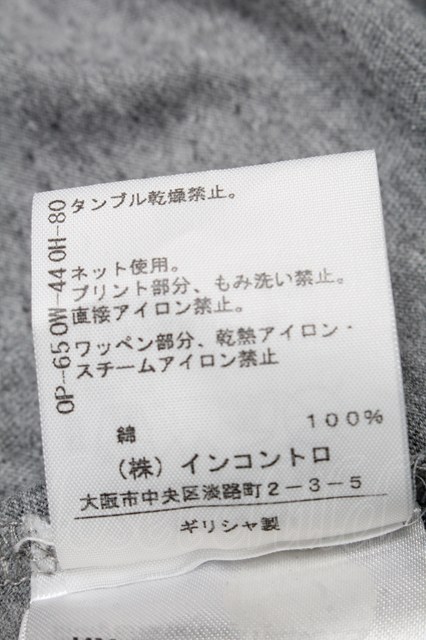 タンブル乾燥禁止。
ネット使用。
プリント部分、もみ洗い禁止。
直接アイロン禁止。
ワッペン部分、乾熱アイロン・
スチームアイロン禁止
綿 100%
(株)インコントロ
大阪市中央区淡路町2-3-5
ギリシャ製
OP-65OW-44OH-80